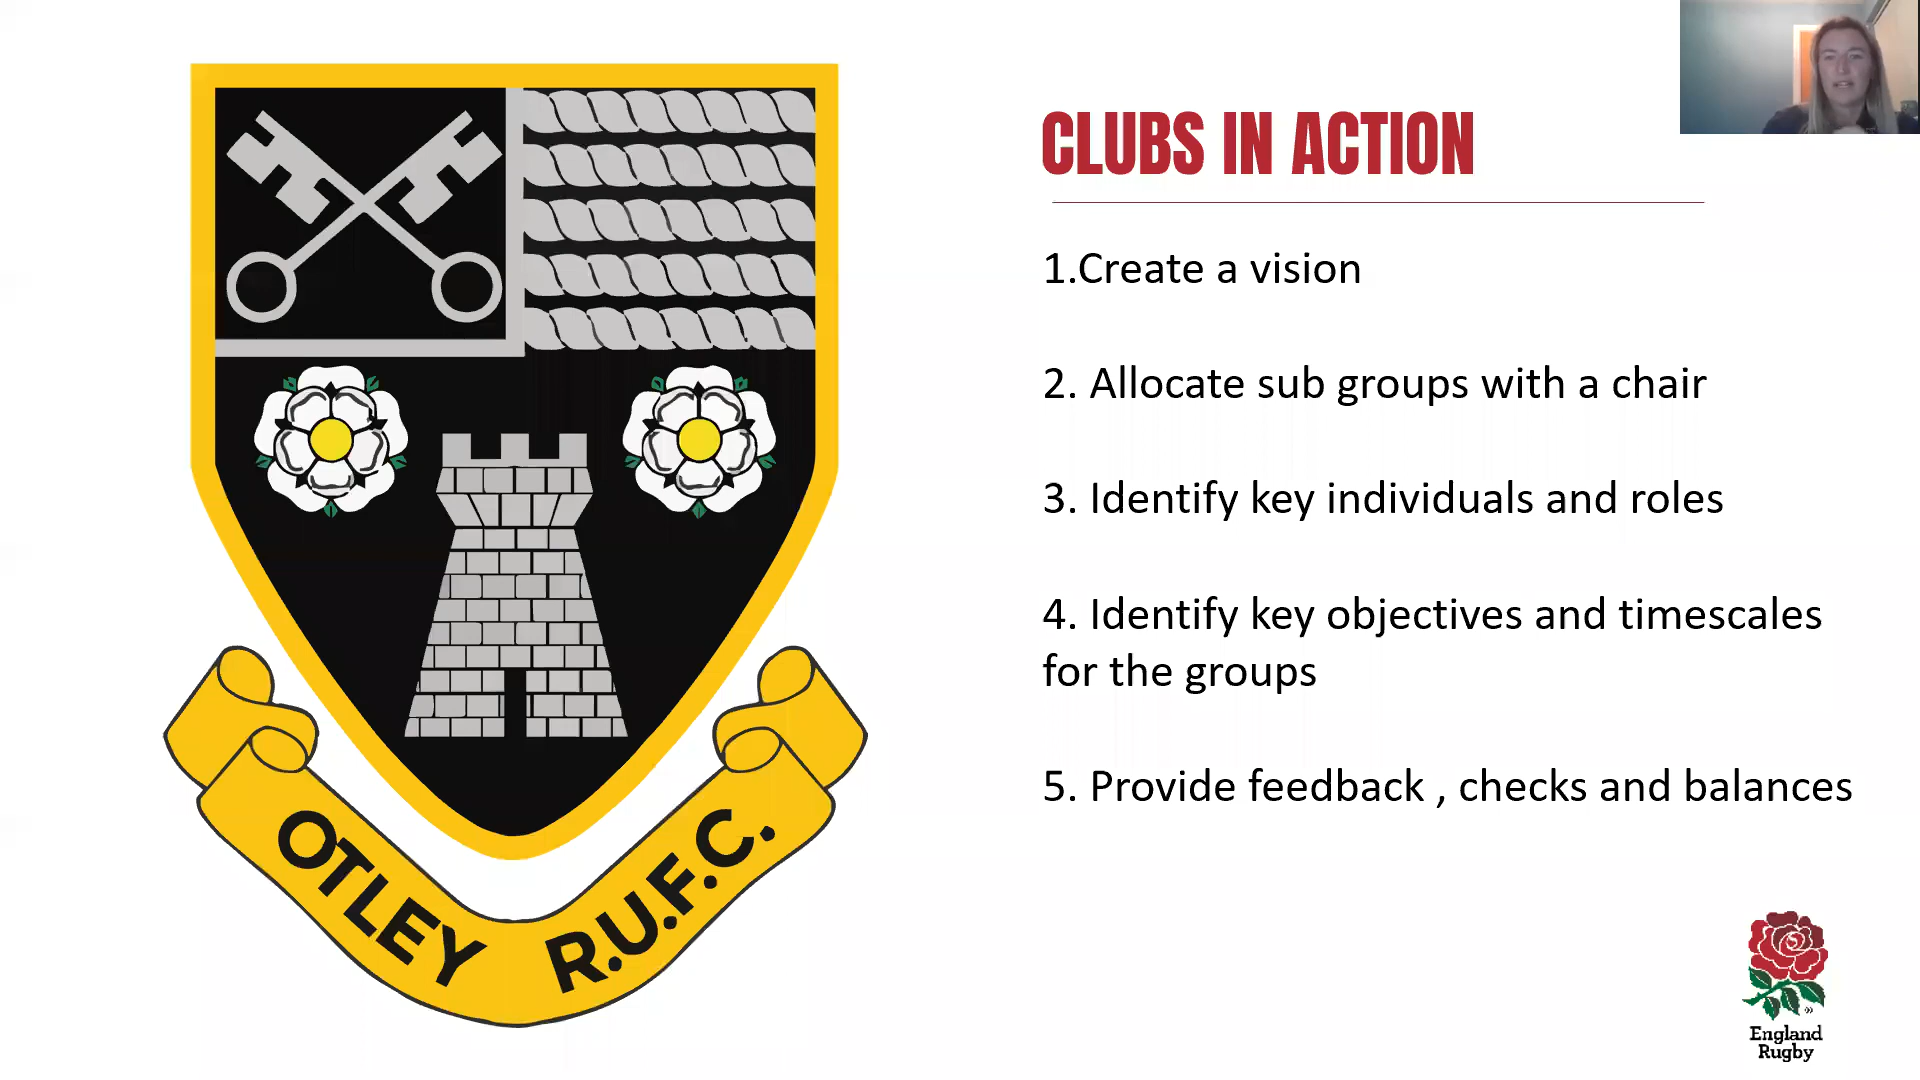 CLUBS IN ACTION
1.Create a vision
2. Allocate sub groups with a chair
3. Identify key individuals and roles
4. Identify key objectives and timescales
for the groups
5. Provide feedback , checks and balances
OTLEY R.U.F.C.
England
Rugby